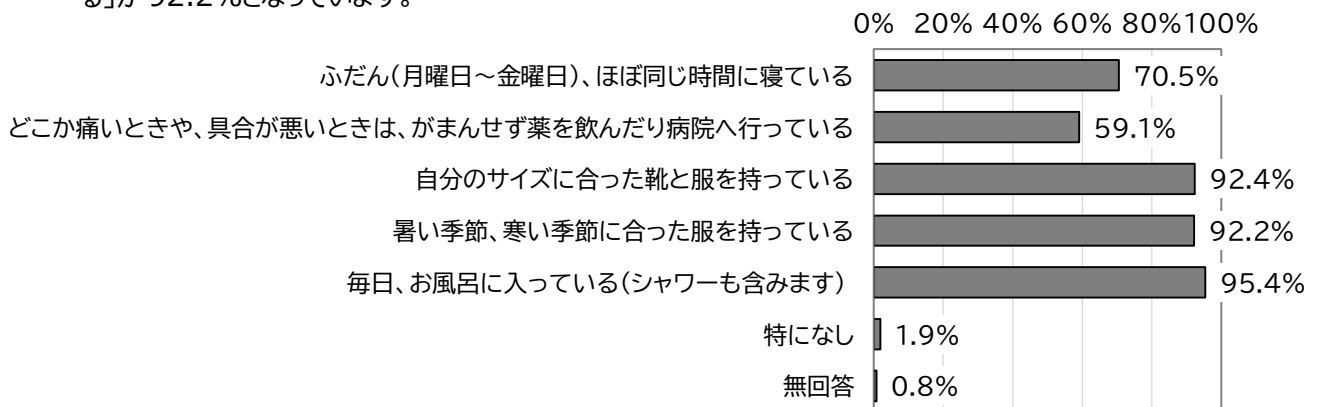 る」が 92.2%となっています。
0% 20% 40% 60% 80%100%
ふだん(月曜日～金曜日)、ほぼ同じ時間に寝ている 70.5%
どこか痛いときや、具合が悪いときは、がまんせず薬を飲んだり病院へ行っている 59.1%
自分のサイズに合った靴と服を持っている 92.4%
暑い季節、寒い季節に合った服を持っている 92.2%
毎日、お風呂に入っている(シャワーも含みます) 95.4%
特になし 1.9%
無回答 0.8%